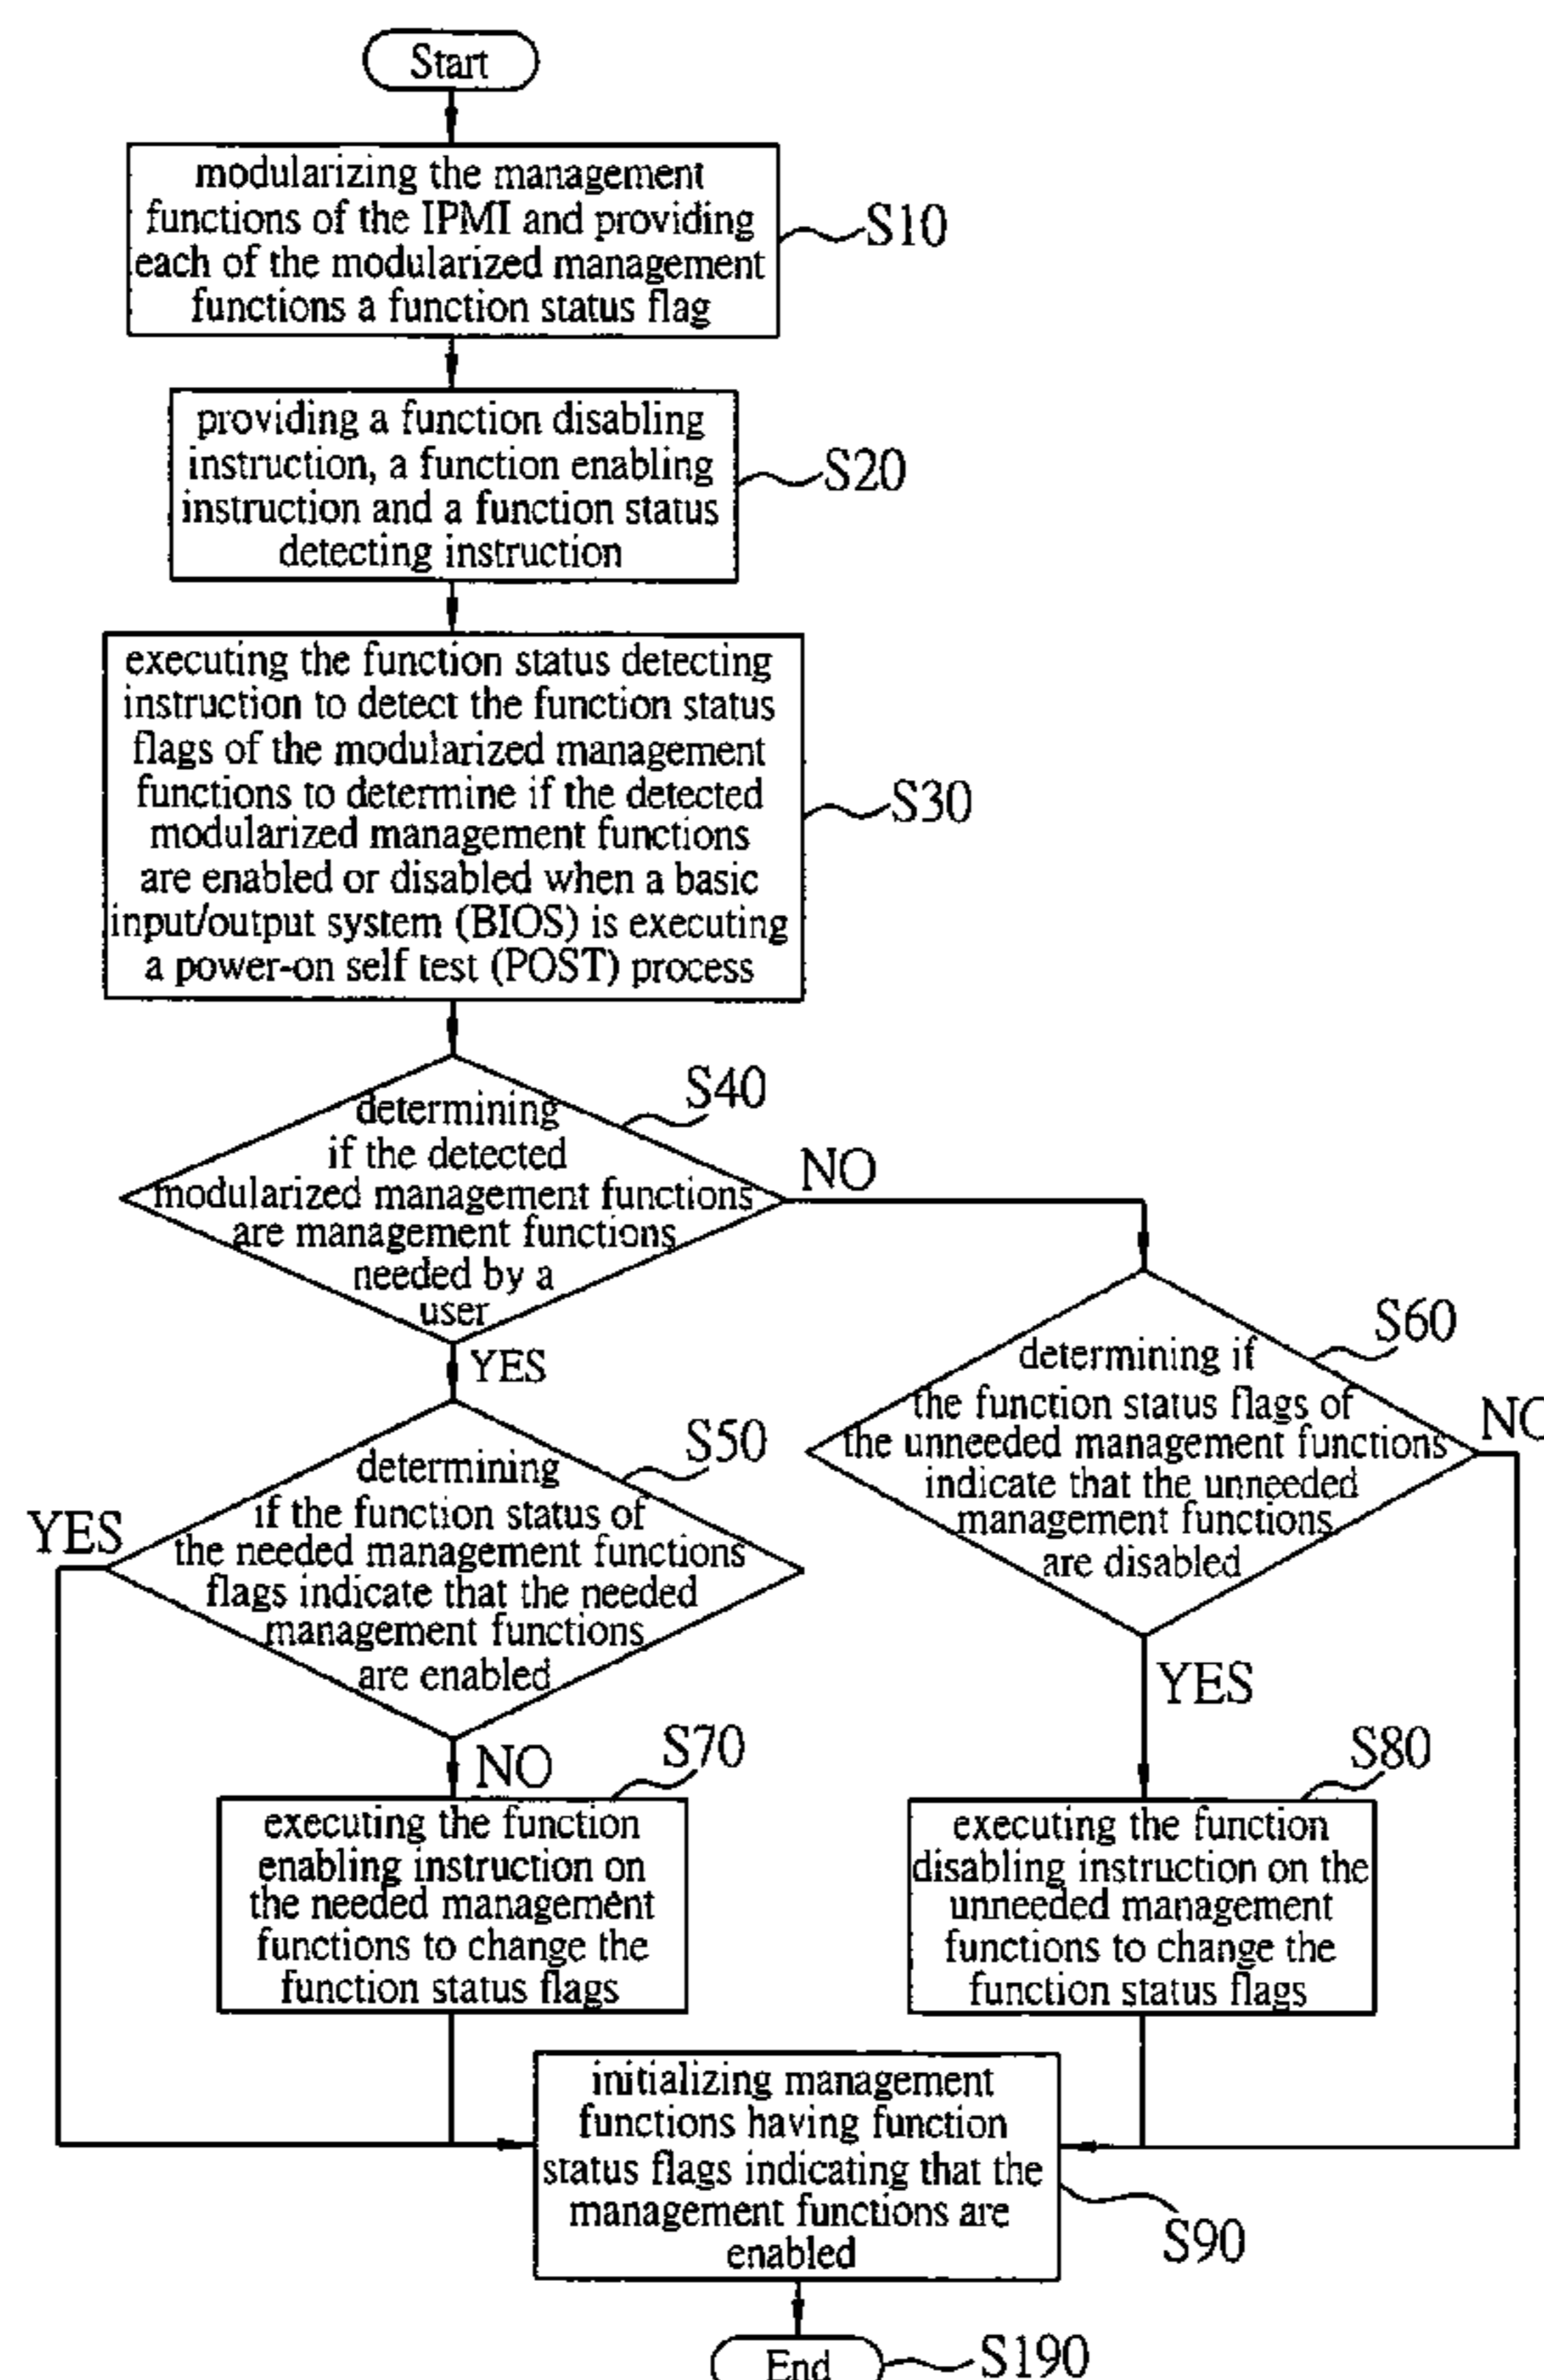 Start
modularizing the management
functions of the IPMI and providing
each of the modularized management
functions a function status flag
S10
providing a function disabling
instruction, a function enabling
instruction and a function status
detecting instruction
S20
executing the function status detecting
instruction to detect the function status
flags of the modularized management
functions to determine if the detected
modularized management functions
are enabled or disabled when a basic
input/output system (BIOS) is executing
a power-on self test (POST) process
S30
determining
if the detected
modularized management functions
are management functions
needed by a
user
S40
NO
YES
determining if
the function status flags of
the unneeded management functions
indicate that the unneeded
management functions
are disabled
S60
NO
YES
determining
if the function status of
the needed management functions
flags indicate that the needed
management functions
are enabled
S50
YES
NO
executing the function
enabling instruction on
the needed management
functions to change the
function status flags
S70
executing the function
disabling instruction on the
unneeded management
functions to change the
function status flags
S80
initializing management
functions having function
status flags indicating that the
management functions are
enabled
S90
End
S190